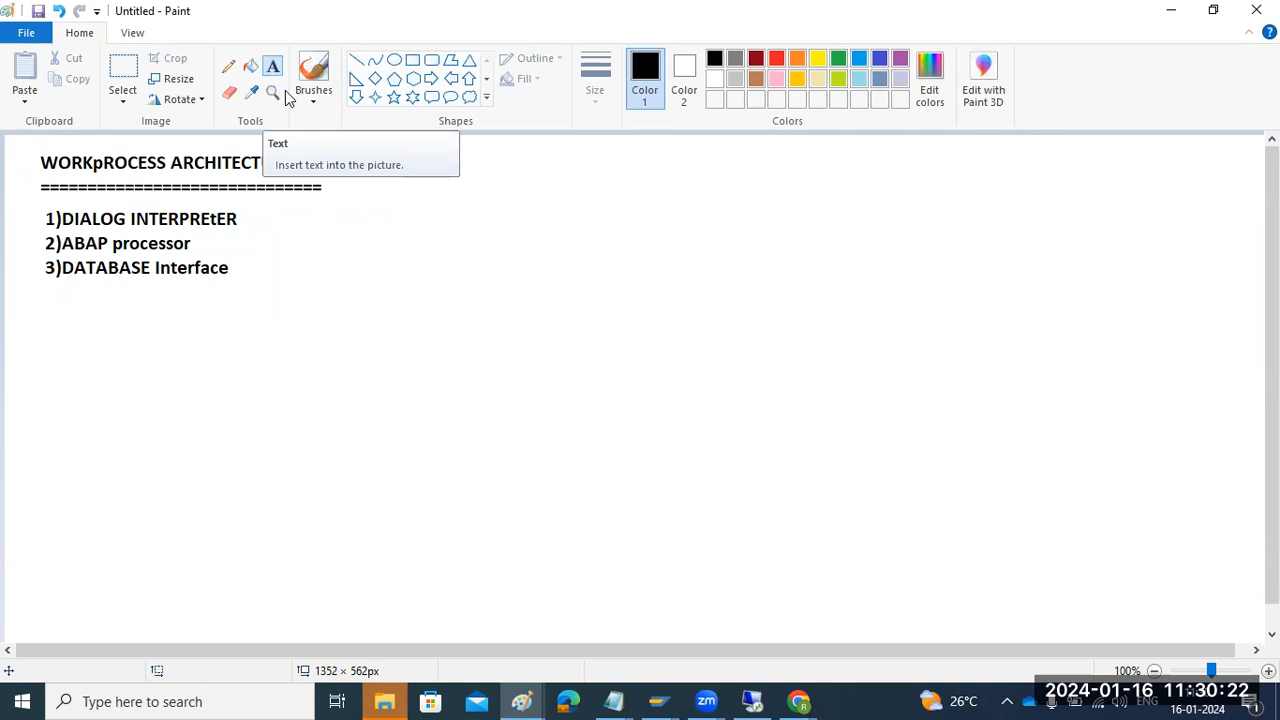 Untitled - Paint
File
Home
View
Paste
Cut
Copy
Clipboard
Select
Crop
Resize
Rotate
Image
A
Tools
Brushes
Shapes
Outline
Fill
Size
Color 1
Color 2
Edit colors
Edit with Paint 3D
Colors
Text
Insert text into the picture.
WORKpROCESS ARCHITECT
==============================
1)DIALOG INTERPREtER
2)ABAP processor
3)DATABASE Interface
1352 × 562px
100%
Type here to search
26°C
ENG
2024-01-16 11:30:22
16-01-2024